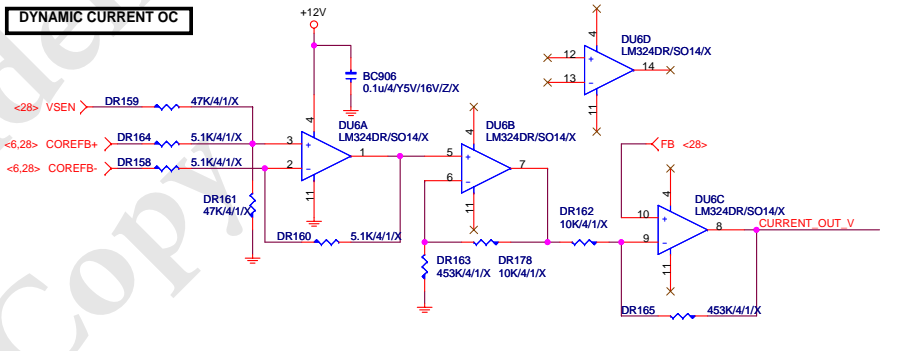 DYNAMIC CURRENT OC
+12V
BC906
0.1u/4/Y5V/16V/Z/X
<28> VSEN
DR159
47K/4/1/X
<6,28> COREFB+
DR164
5.1K/4/1/X
<6,28> COREFB-
DR158
5.1K/4/1/X
DR161
47K/4/1/X
DR160
5.1K/4/1/X
DU6A
LM324DR/SO14/X
3
2
1
4
11
+
-
DU6B
LM324DR/SO14/X
5
6
7
4
11
+
-
DR163
453K/4/1/X
DR178
10K/4/1/X
DR162
10K/4/1/X
DU6D
LM324DR/SO14/X
12
13
14
4
11
+
-
FB <28>
DU6C
LM324DR/SO14/X
10
9
8
4
11
+
-
CURRENT_OUT_V
DR165
453K/4/1/X
Copy